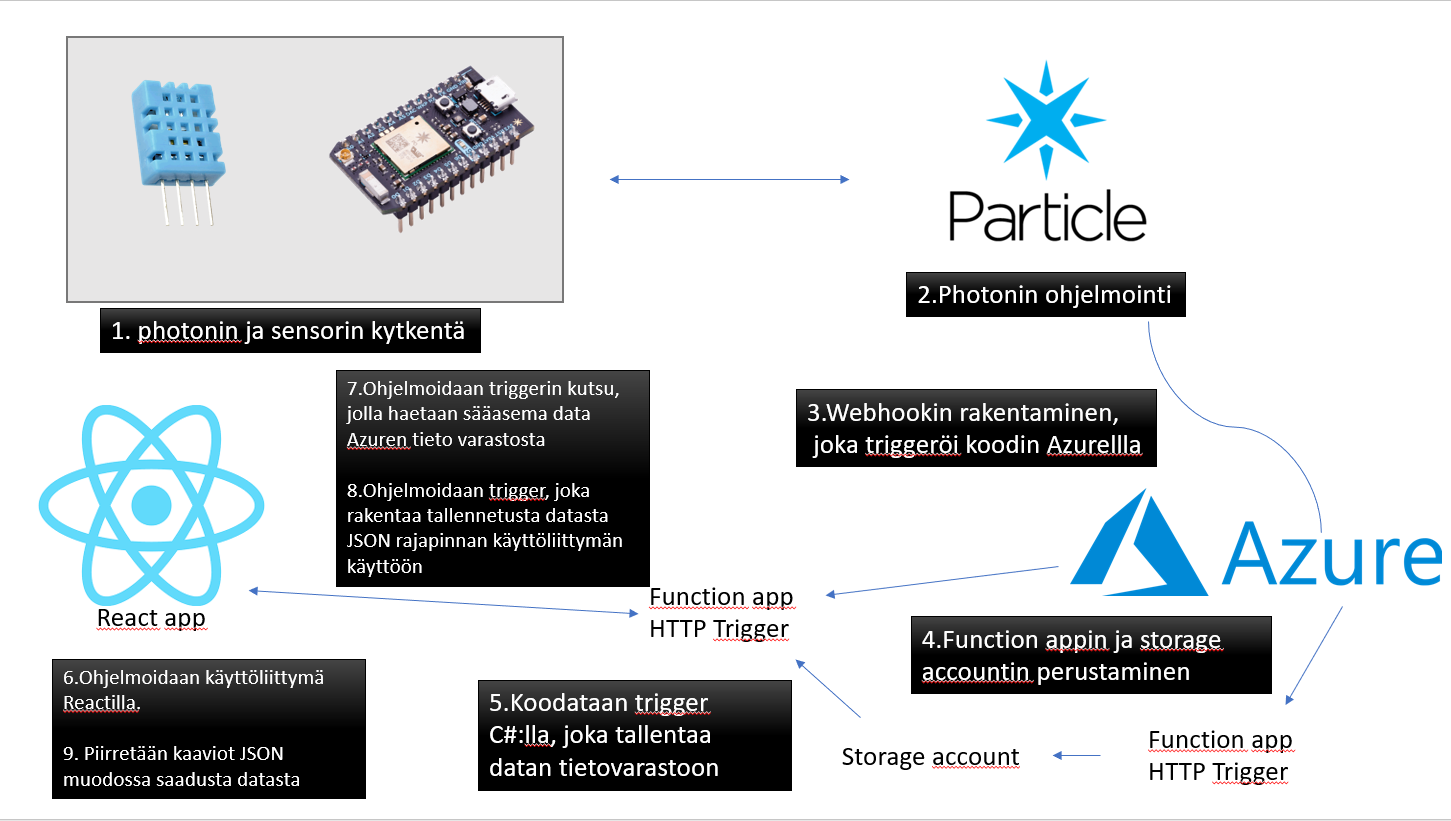 Particle
2.Photonin ohjelmointi
1. photonin ja sensorin kytkentä
7.Ohjelmoidaan triggerin kutsu,
jolla haetaan sääasema data
Azuren tieto varastosta
8.Ohjelmoidaan trigger, joka
rakentaa tallennetusta datasta
JSON rajapinnan käyttöliittymän
käyttöön
3.Webhookin rakentaminen,
joka triggeröi koodin Azurellla
Azure
React app
Function app
HTTP Trigger
4.Function appin ja storage
accountin perustaminen
6.Ohjelmoidaan käyttöliittymä
Reactilla.
9. Piirretään kaaviot JSON
muodossa saadusta datasta
5.Koodataan trigger
C#:lla, joka tallentaa
datan tietovarastoon
Storage account
Function app
HTTP Trigger